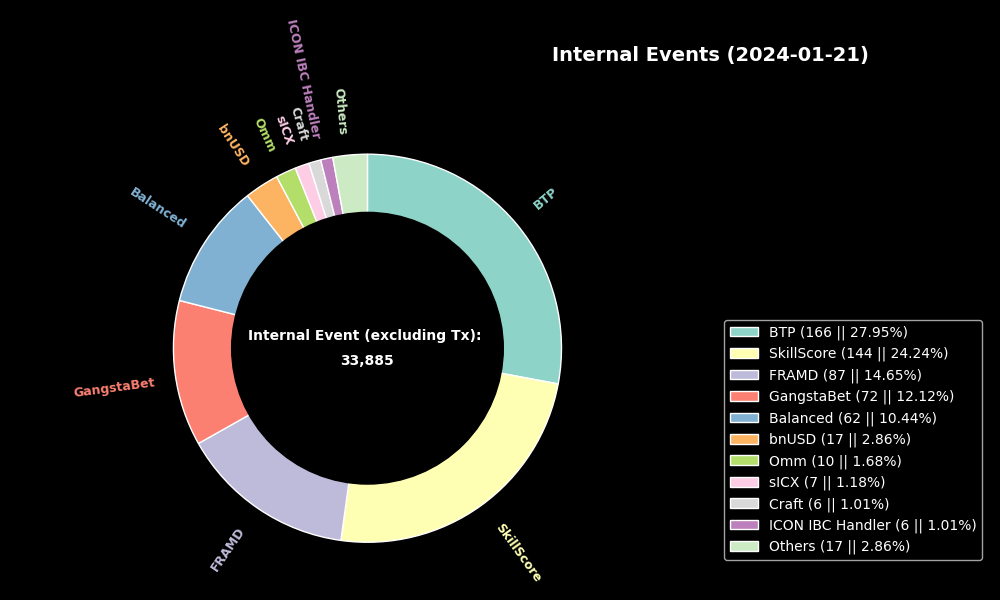 Internal Events (2024-01-21)
ICON IBC Handler
Others
Craft
sICX
Omm
bnUSD
Balanced
BTP
GangstaBet
FRAMD
SkillScore
Internal Event (excluding Tx):
33,885
BTP (166 || 27.95%)
SkillScore (144 || 24.24%)
FRAMD (87 || 14.65%)
GangstaBet (72 || 12.12%)
Balanced (62 || 10.44%)
bnUSD (17 || 2.86%)
Omm (10 || 1.68%)
sICX (7 || 1.18%)
Craft (6 || 1.01%)
ICON IBC Handler (6 || 1.01%)
Others (17 || 2.86%)